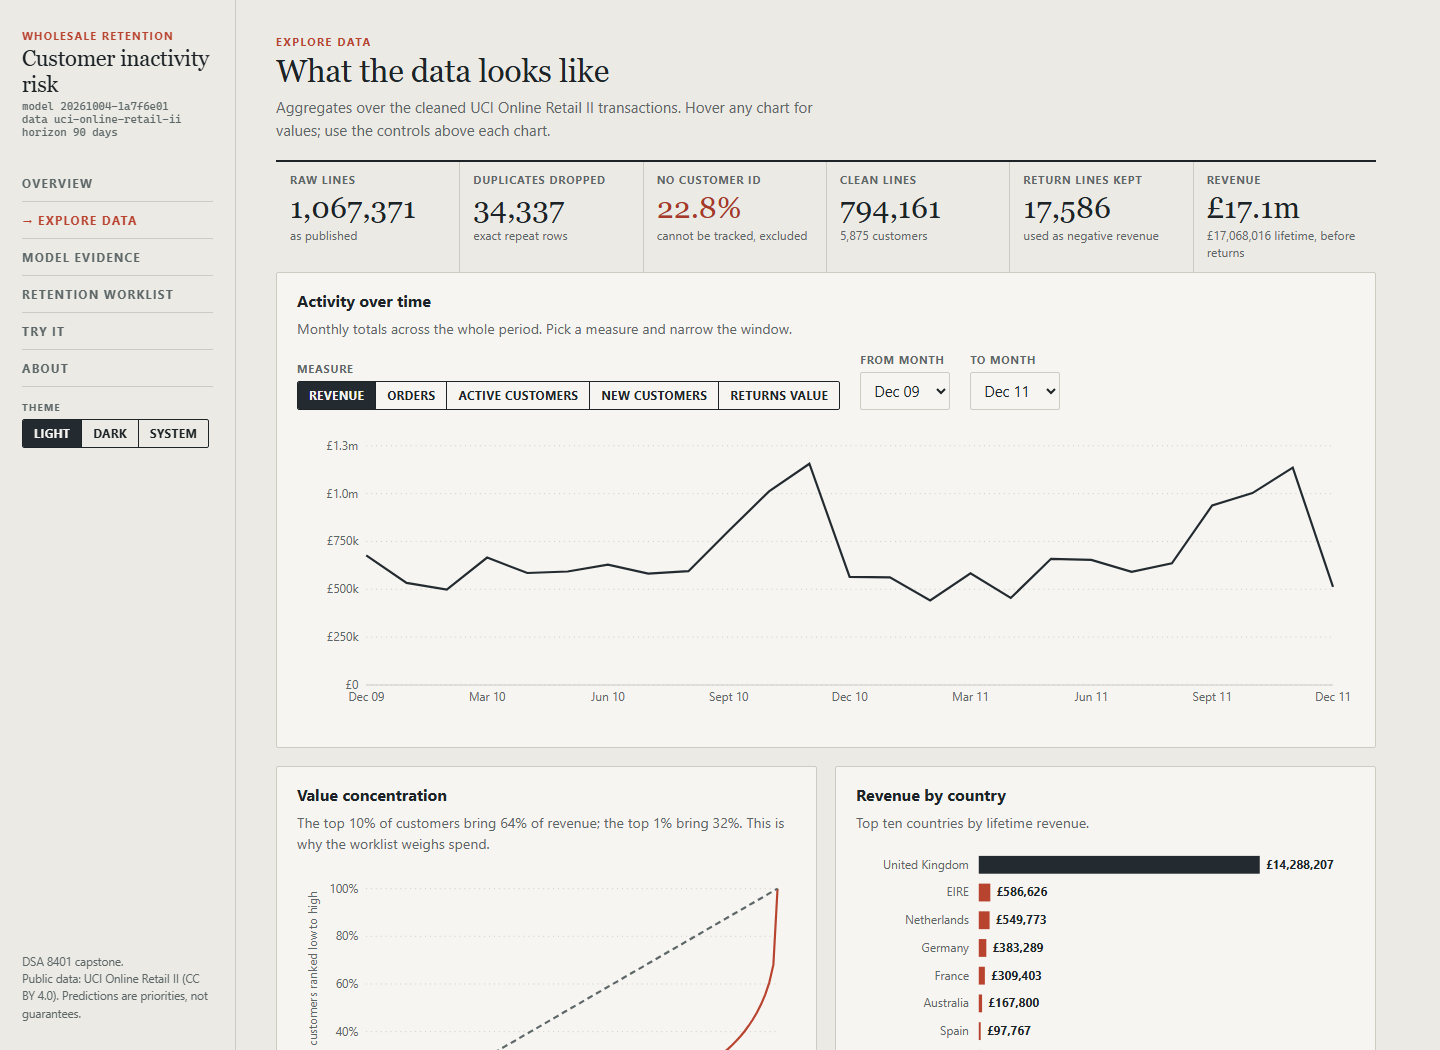 WHOLESALE RETENTION
Customer inactivity
risk
model 20261004-1a7f6e01
data uci-online-retail-ii
horizon 90 days
OVERVIEW
→ EXPLORE DATA
MODEL EVIDENCE
RETENTION WORKLIST
TRY IT
ABOUT
THEME
LIGHT DARK SYSTEM
DSA 8401 capstone.
Public data: UCI Online Retail II (CC
BY 4.0). Predictions are priorities, not
guarantees.
EXPLORE DATA
What the data looks like
Aggregates over the cleaned UCI Online Retail II transactions. Hover any chart for
values; use the controls above each chart.
RAW LINES
1,067,371
as published
DUPLICATES DROPPED
34,337
exact repeat rows
NO CUSTOMER ID
22.8%
cannot be tracked, excluded
CLEAN LINES
794,161
5,875 customers
RETURN LINES KEPT
17,586
used as negative revenue
REVENUE
£17.1m
£17,068,016 lifetime, before
returns
Activity over time
Monthly totals across the whole period. Pick a measure and narrow the window.
MEASURE
REVENUE ORDERS ACTIVE CUSTOMERS NEW CUSTOMERS RETURNS VALUE
FROM MONTH
Dec 09
TO MONTH
Dec 11
£1.3m
£1.0m
£750k
£500k
£250k
£0
Dec 09 Mar 10 Jun 10 Sept 10 Dec 10 Mar 11 Jun 11 Sept 11 Dec 11
Value concentration
The top 10% of customers bring 64% of revenue; the top 1% bring 32%. This is
why the worklist weighs spend.
customers ranked low to high
100%
80%
60%
40%
Revenue by country
Top ten countries by lifetime revenue.
United Kingdom £14,288,207
EIRE £586,626
Netherlands £549,773
Germany £383,289
France £309,403
Australia £167,800
Spain £97,767